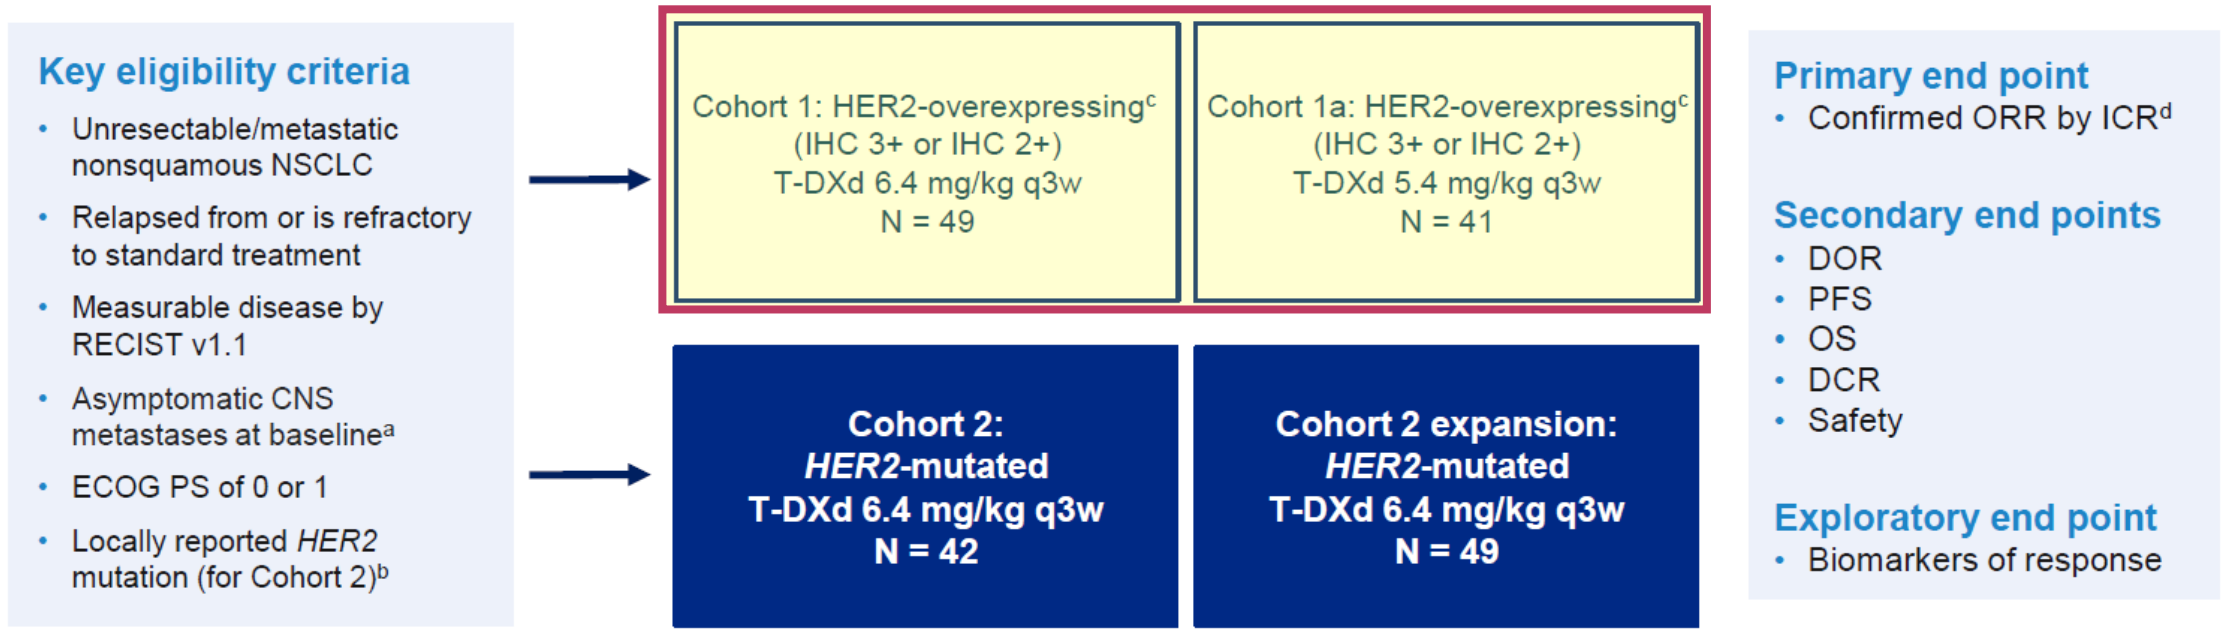 Key eligibility criteria
• Unresectable/metastatic
nonsquamous NSCLC
• Relapsed from or is refractory
to standard treatment
• Measurable disease by
RECIST v1.1
• Asymptomatic CNS
metastases at baselineᵃ
• ECOG PS of 0 or 1
• Locally reported HER2
mutation (for Cohort 2)ᵇ
Cohort 1: HER2-overexpressingᶜ
(IHC 3+ or IHC 2+)
T-DXd 6.4 mg/kg q3w
N = 49
Cohort 1a: HER2-overexpressingᶜ
(IHC 3+ or IHC 2+)
T-DXd 5.4 mg/kg q3w
N = 41
Cohort 2:
HER2-mutated
T-DXd 6.4 mg/kg q3w
N = 42
Cohort 2 expansion:
HER2-mutated
T-DXd 6.4 mg/kg q3w
N = 49
Primary end point
• Confirmed ORR by ICRᵈ
Secondary end points
• DOR
• PFS
• OS
• DCR
• Safety
Exploratory end point
• Biomarkers of response